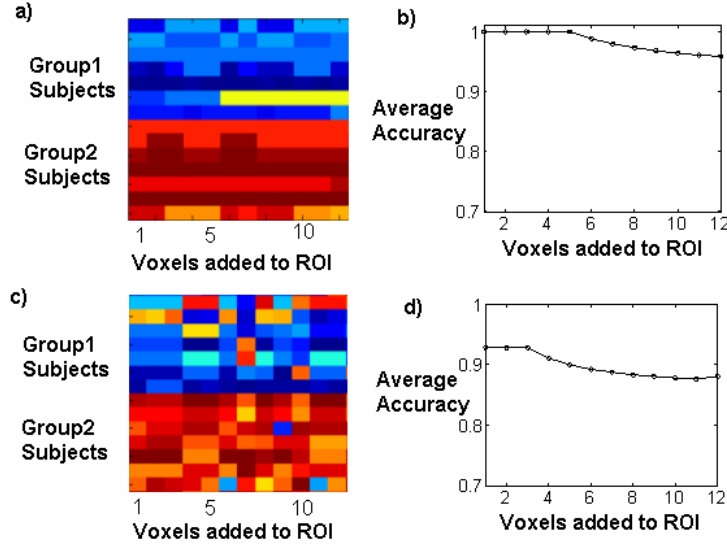 a)
Group1
Subjects
Group2
Subjects
1 5 10
Voxels added to ROI
b)
Average
Accuracy
1
0.9
0.8
0.7
2 4 6 8 10 12
Voxels added to ROI
c)
Group1
Subjects
Group2
Subjects
1 5 10
Voxels added to ROI
d)
Average
Accuracy
1
0.9
0.8
0.7
2 4 6 8 10 12
Voxels added to ROI